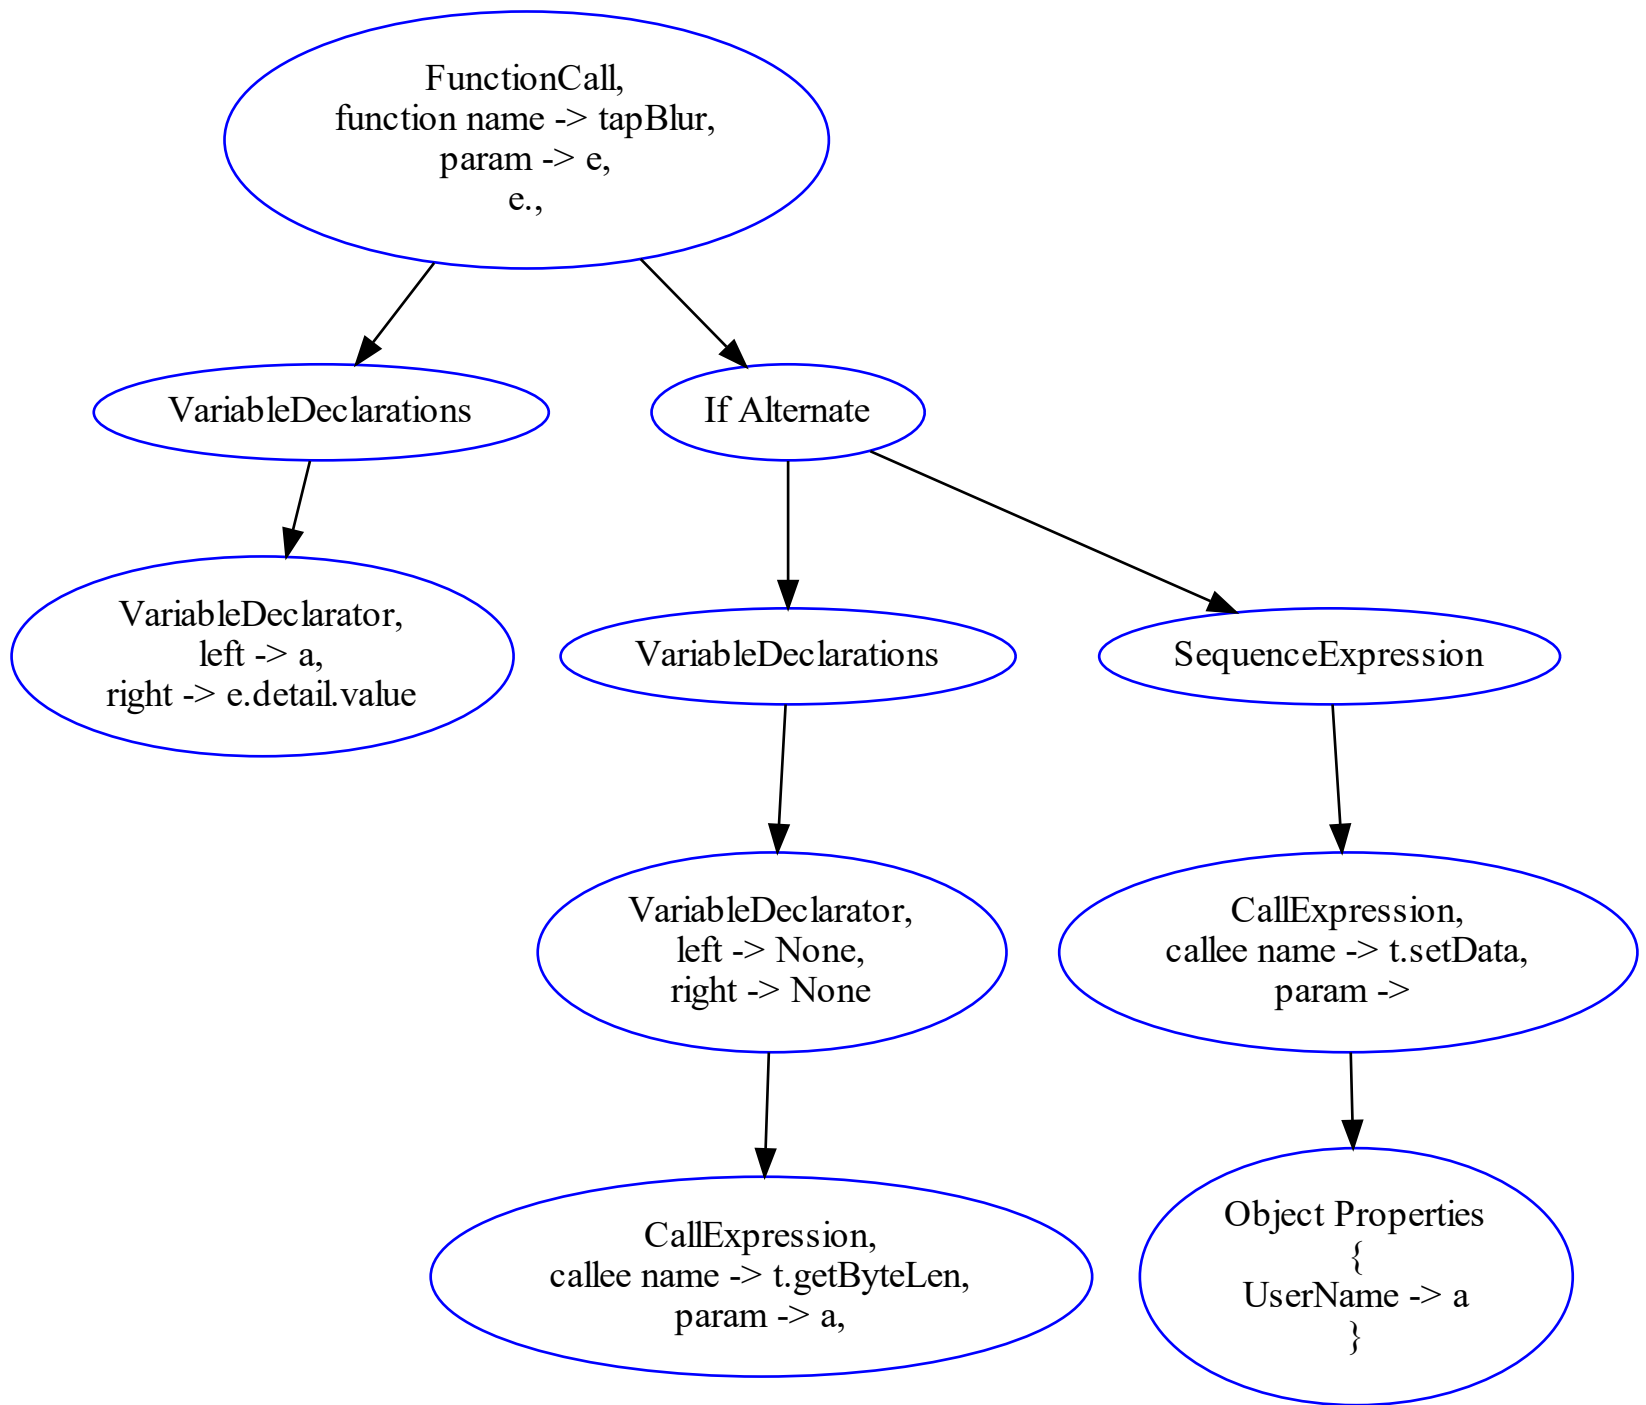 FunctionCall,
function name -> tapBlur,
param -> e,
e.,
VariableDeclarations
If Alternate
VariableDeclarator,
left -> a,
right -> e.detail.value
VariableDeclarations
SequenceExpression
VariableDeclarator,
left -> None,
right -> None
CallExpression,
callee name -> t.setData,
param ->
CallExpression,
callee name -> t.getByteLen,
param -> a,
Object Properties
{
UserName -> a
}